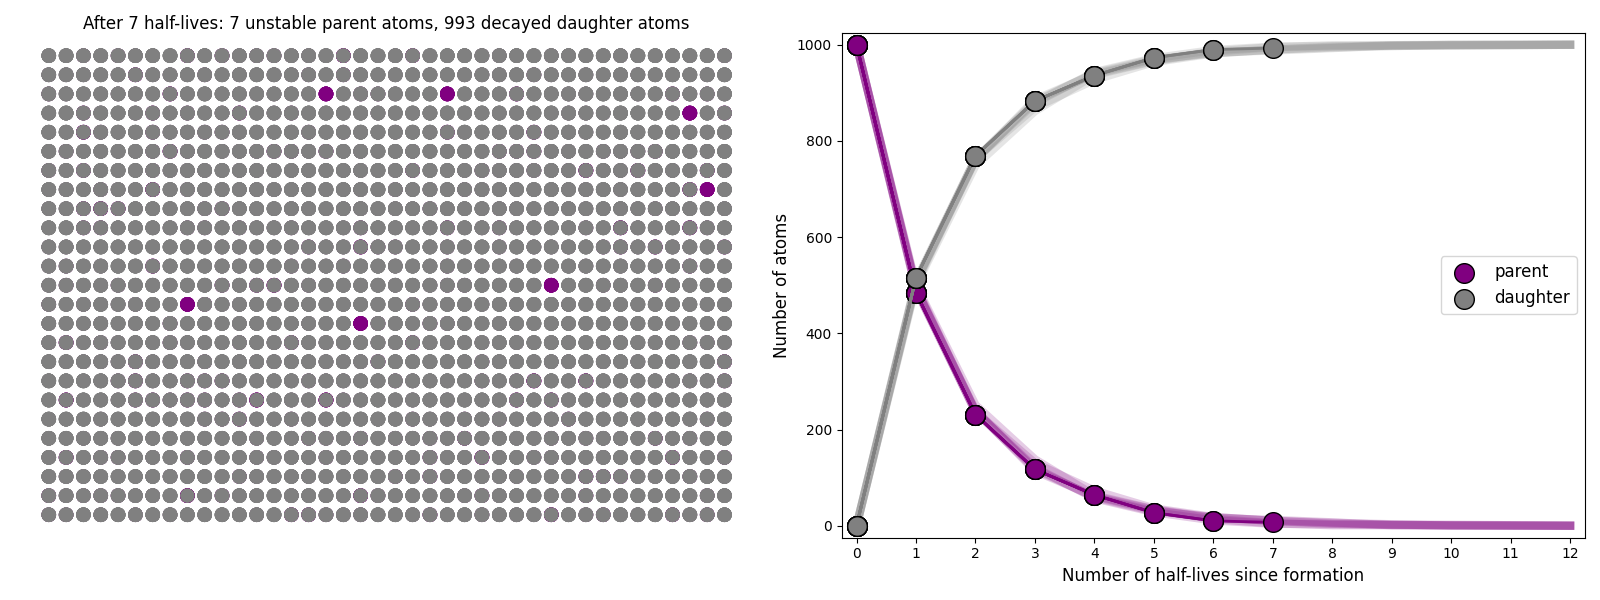 After 7 half-lives: 7 unstable parent atoms, 993 decayed daughter atoms
1000
800
600
400
200
0
Number of atoms
parent
daughter
0 1 2 3 4 5 6 7 8 9 10 11 12
Number of half-lives since formation